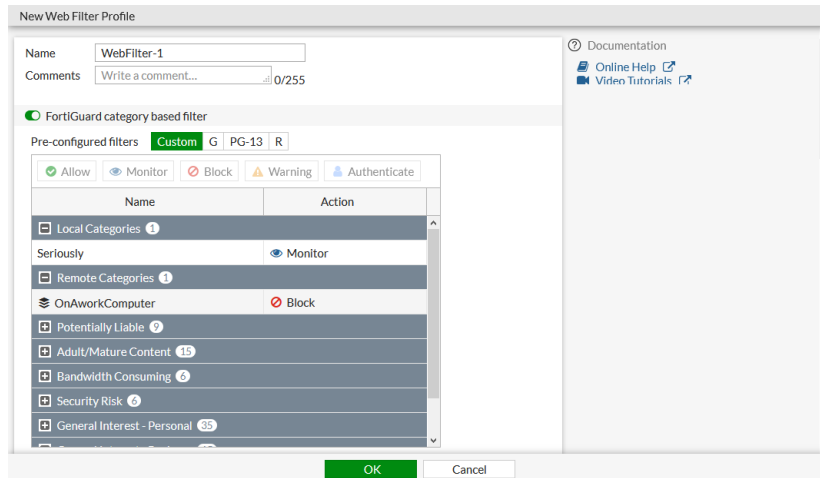 New Web Filter Profile
Name WebFilter-1
Comments Write a comment... 0/255
FortiGuard category based filter
Pre-configured filters Custom G PG-13 R
Allow Monitor Block Warning Authenticate
Name Action
Local Categories 1
Seriously Monitor
Remote Categories 1
OnAworkComputer Block
Potentially Liable 9
Adult/Mature Content 15
Bandwidth Consuming 6
Security Risk 6
General Interest - Personal 35
OK Cancel
Documentation
Online Help
Video Tutorials